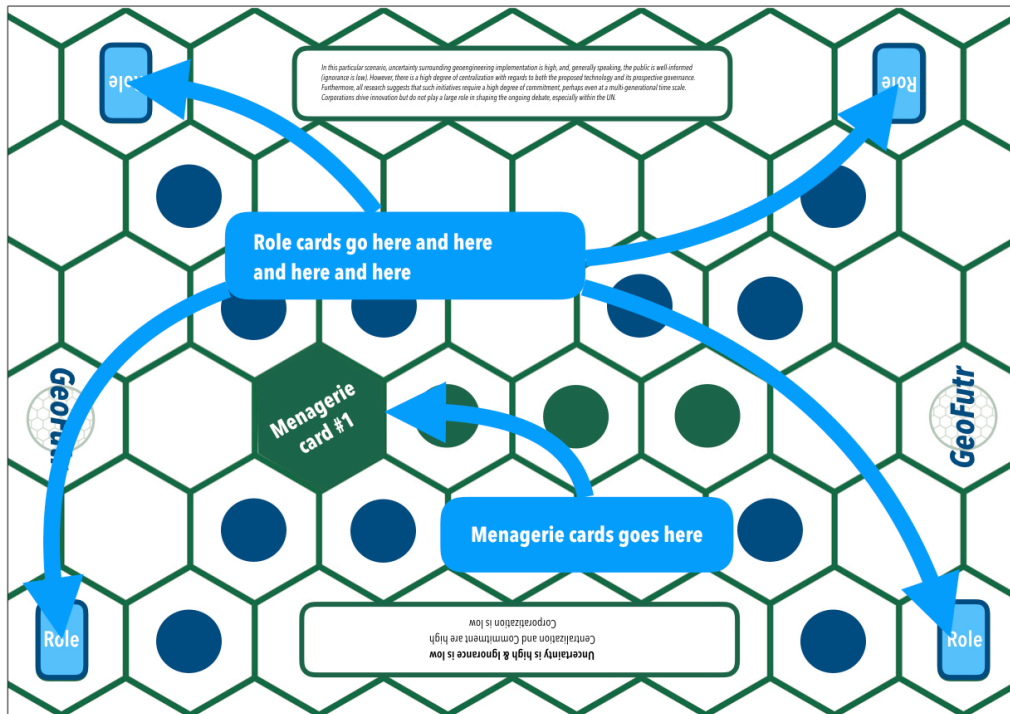 In this particular scenario, uncertainty surrounding geoengineering implementation is high, and, generally speaking, the public is well-informed
(ignorance is low). However, there is a high degree of centralization with regards to both the proposed technology and its prospective governance.
Furthermore, all research suggests that such initiatives require a high degree of commitment, perhaps even at a multi-generational time scale.
Corporations drive innovation but do not play a large role in shaping the ongoing debate, especially within the UN.
Role
Role
Role cards go here and here
and here and here
GeoFutr
Menagerie
card #1
GeoFutr
Menagerie cards goes here
Role
Role
Uncertainty is high & Ignorance is low
Centralization and Commitment are high
Corporatization is low